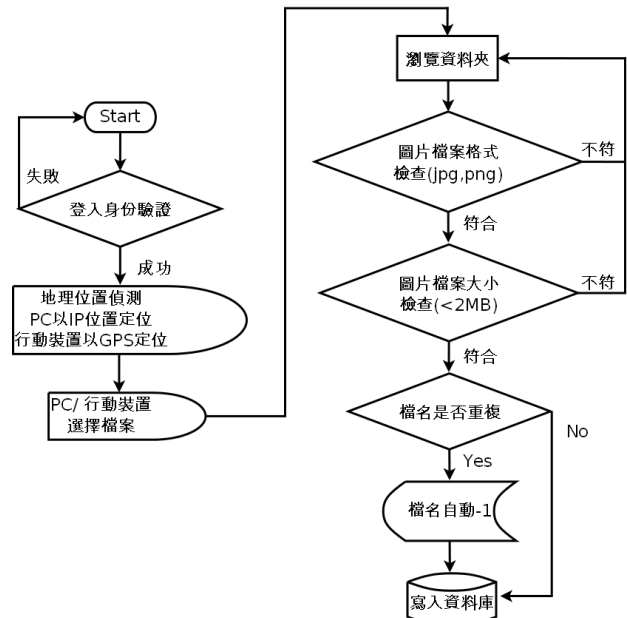 Start
失敗
登入身份驗證
成功
地理位置偵測
PC以IP位置定位
行動裝置以GPS定位
PC/ 行動裝置
選擇檔案
瀏覽資料夾
圖片檔案格式
檢查(jpg,png)
不符
符合
圖片檔案大小
檢查(<2MB)
不符
符合
檔名是否重複
No
Yes
檔名自動-1
寫入資料庫